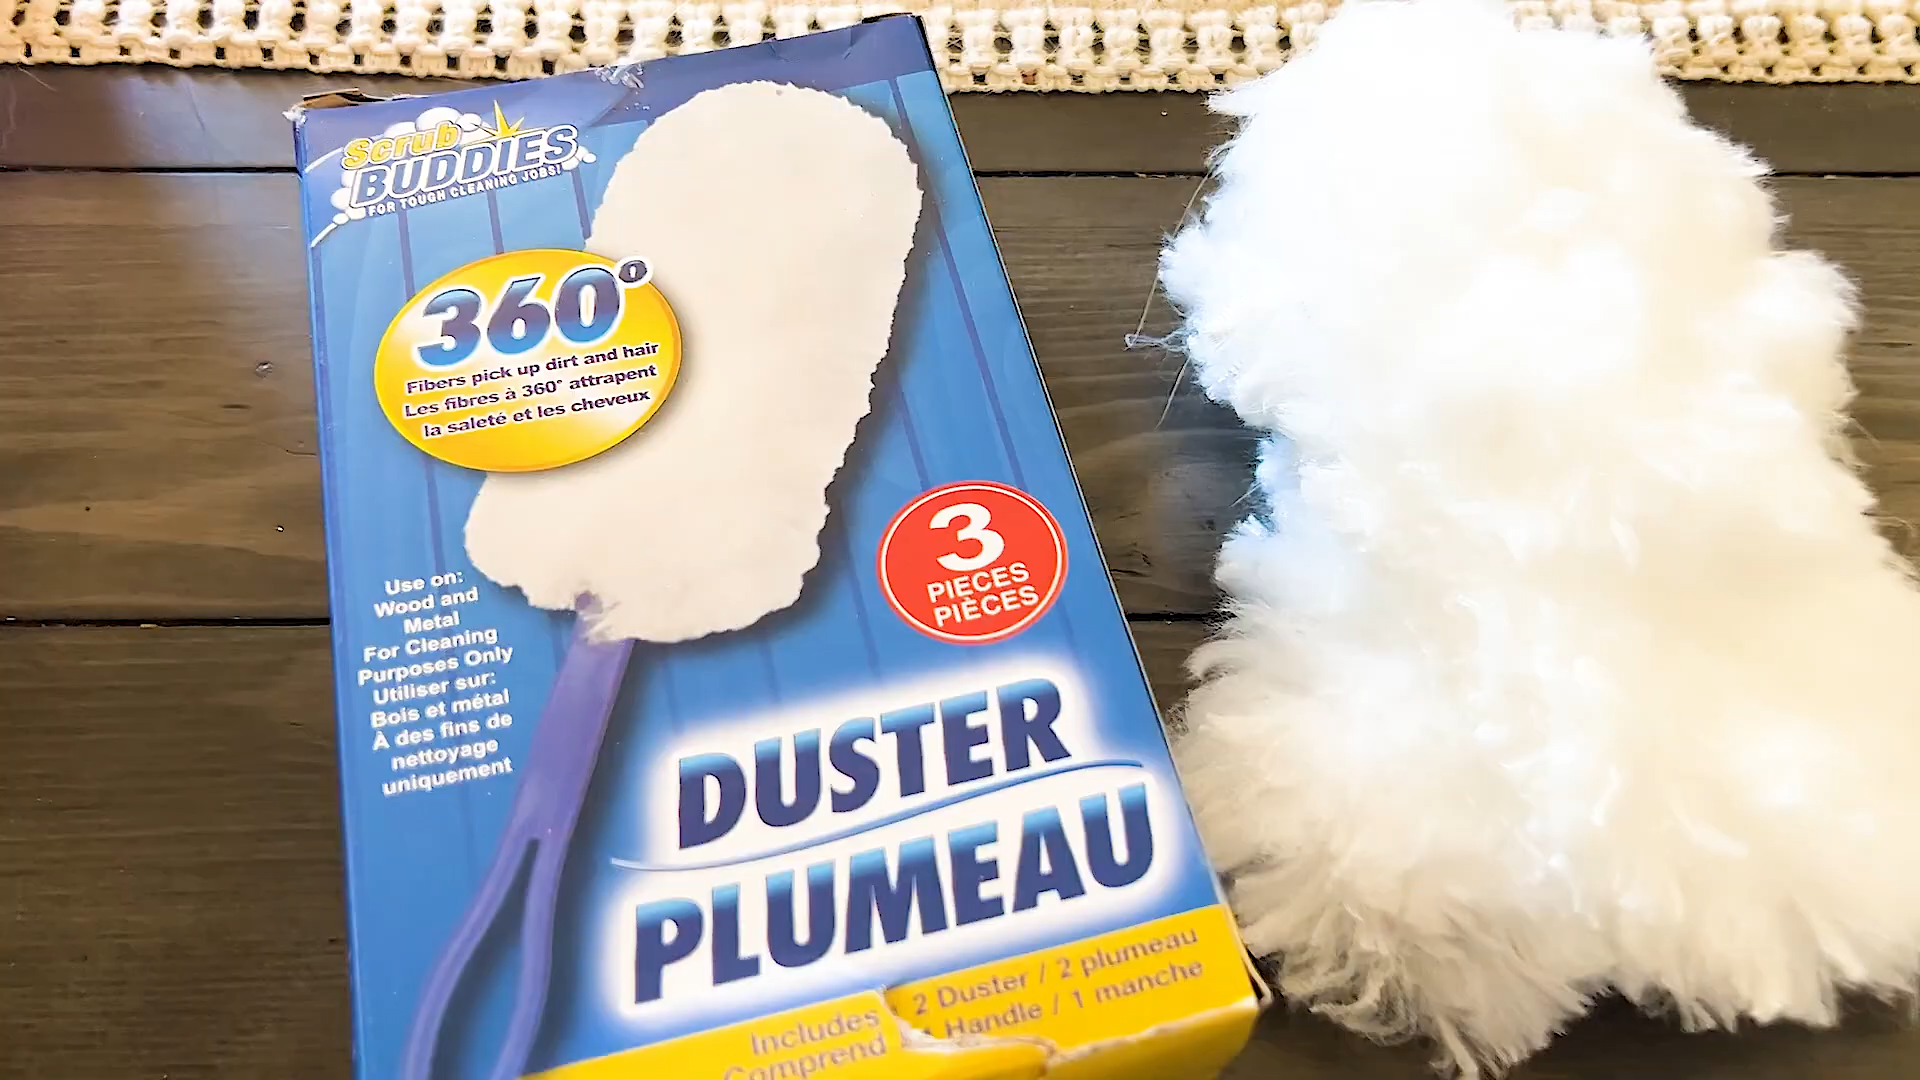 Scrub
BUDDIES
FOR TOUGH CLEANING JOBS!
360°
Fibers pick up dirt and hair
Les fibres à 360° attrapent
la saleté et les cheveux
3
PIECES
PIÈCES
Use on:
Wood and
Metal
For Cleaning
Purposes Only
Utiliser sur:
Bois et métal
À des fins de
nettoyage
uniquement
DUSTER
PLUMEAU
Includes
Comprend
2 Duster / 2 plumeau
1 Handle / 1 manche